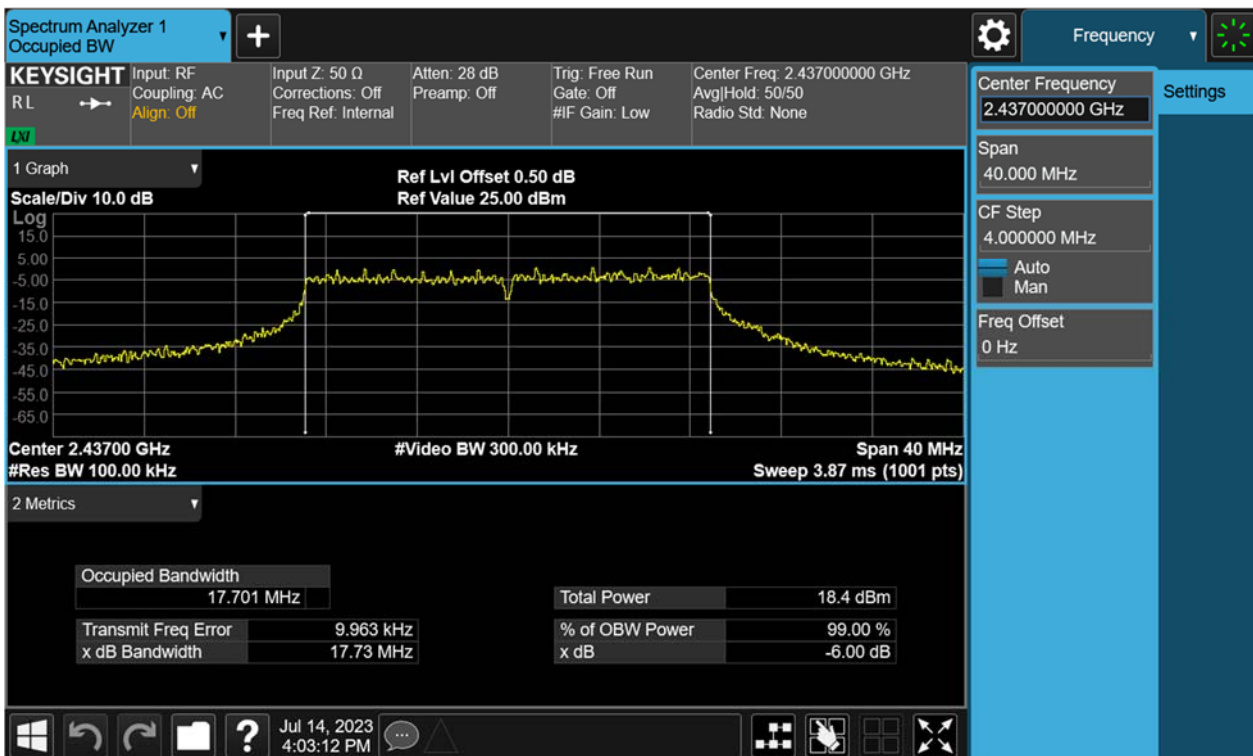 Spectrum Analyzer 1
Occupied BW
+
Frequency
KEYSIGHT
R L
LXI
Input: RF
Coupling: AC
Align: Off
Input Z: 50 Ω
Corrections: Off
Freq Ref: Internal
Atten: 28 dB
Preamp: Off
Trig: Free Run
Gate: Off
#IF Gain: Low
Center Freq: 2.437000000 GHz
Avg|Hold: 50/50
Radio Std: None
Center Frequency
2.437000000 GHz
Settings
Span
40.000 MHz
CF Step
4.000000 MHz
Auto
Man
Freq Offset
0 Hz
1 Graph
Ref Lvl Offset 0.50 dB
Scale/Div 10.0 dB
Ref Value 25.00 dBm
Log
15.0
5.00
-5.00
-15.0
-25.0
-35.0
-45.0
-55.0
-65.0
Center 2.43700 GHz
#Video BW 300.00 kHz
Span 40 MHz
#Res BW 100.00 kHz
Sweep 3.87 ms (1001 pts)
2 Metrics
Occupied Bandwidth
17.701 MHz
Total Power 18.4 dBm
Transmit Freq Error 9.963 kHz
% of OBW Power 99.00 %
x dB Bandwidth 17.73 MHz
x dB -6.00 dB
?
Jul 14, 2023
4:03:12 PM